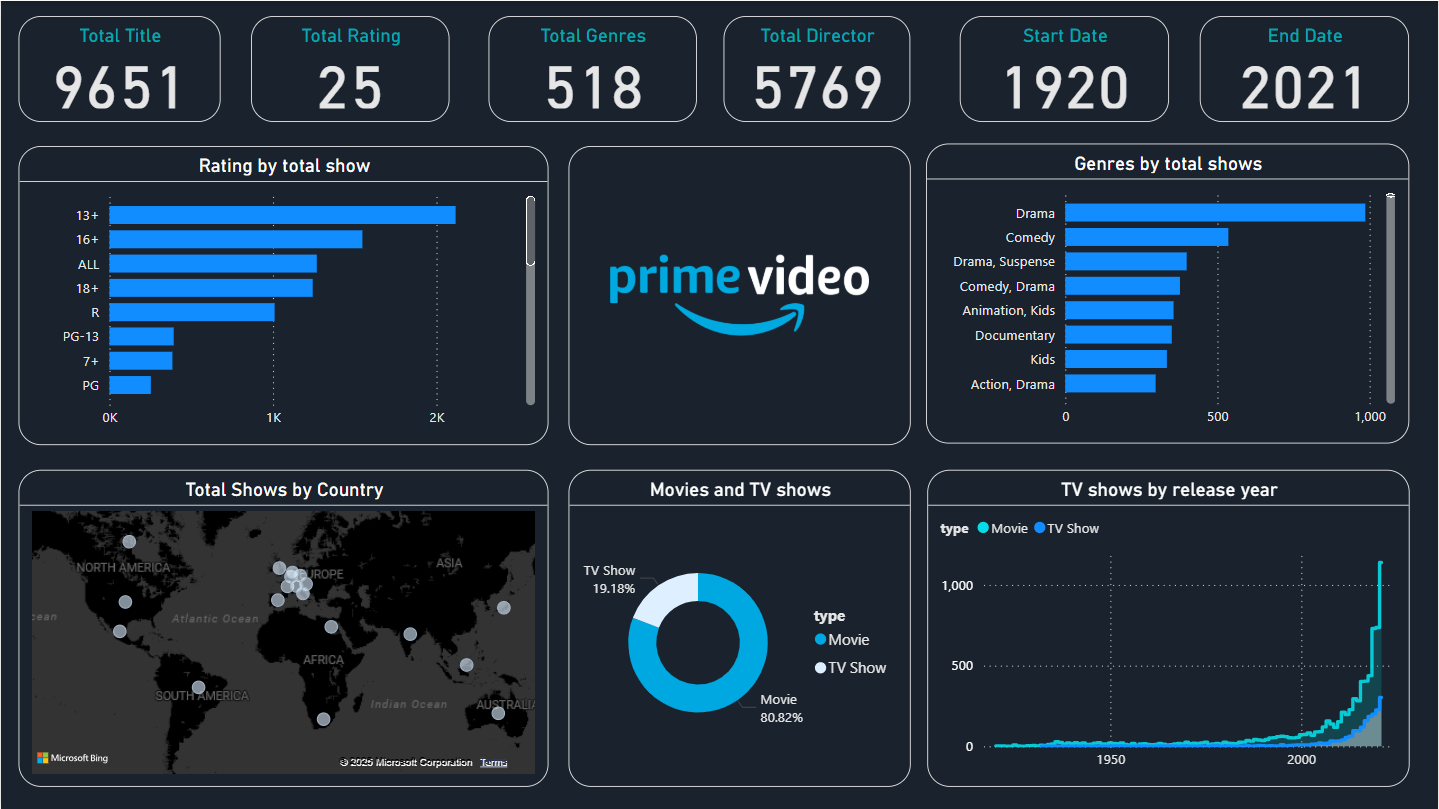 Total Title
9651
Total Rating
25
Total Genres
518
Total Director
5769
Start Date
1920
End Date
2021
Rating by total show
13+
16+
ALL
18+
R
PG-13
7+
PG
0K 1K 2K
prime video
Genres by total shows
Drama
Comedy
Drama, Suspense
Comedy, Drama
Animation, Kids
Documentary
Kids
Action, Drama
0 500 1,000
Total Shows by Country
NORTH AMERICA
EUROPE
ASIA
ean
Atlantic Ocean
AFRICA
SOUTH AMERICA
Indian Ocean
AUSTRALIA
Microsoft Bing
© 2025 Microsoft Corporation Terms
Movies and TV shows
TV Show
19.18%
type
Movie
TV Show
Movie
80.82%
TV shows by release year
type Movie TV Show
1,000
500
0
1950 2000